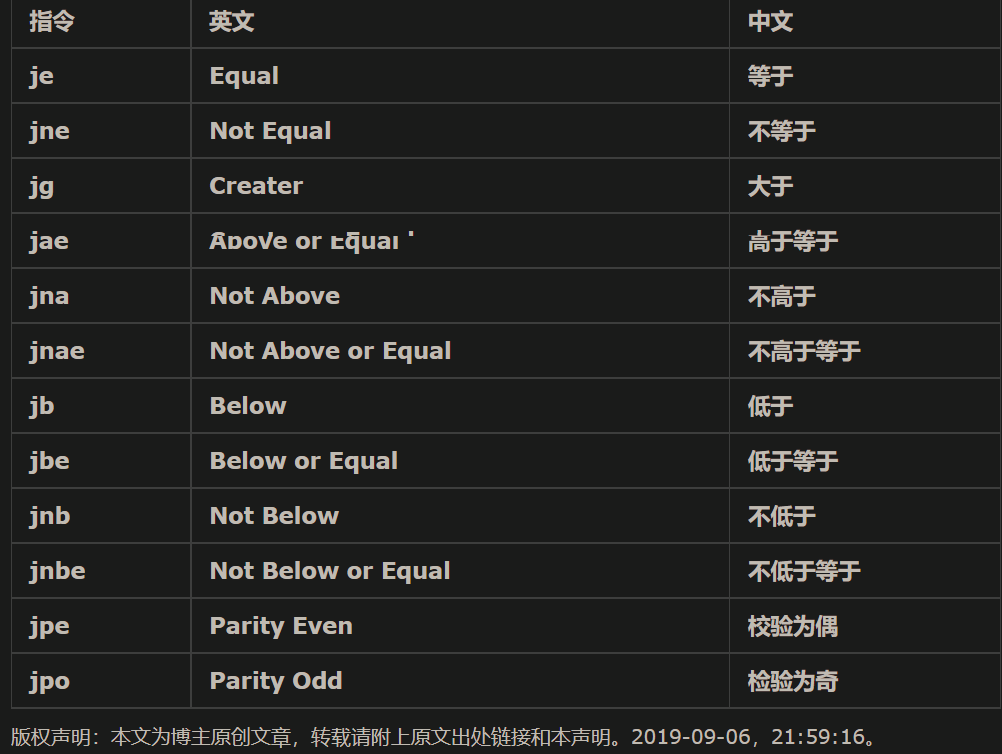 指令 英文 中文
je Equal 等于
jne Not Equal 不等于
jg Creater 大于
jae Above or Equal 高于等于
jna Not Above 不高于
jnae Not Above or Equal 不高于等于
jb Below 低于
jbe Below or Equal 低于等于
jnb Not Below 不低于
jnbe Not Below or Equal 不低于等于
jpe Parity Even 校验为偶
jpo Parity Odd 检验为奇
版权声明：本文为博主原创文章，转载请附上原文出处链接和本声明。2019-09-06，21:59:16。